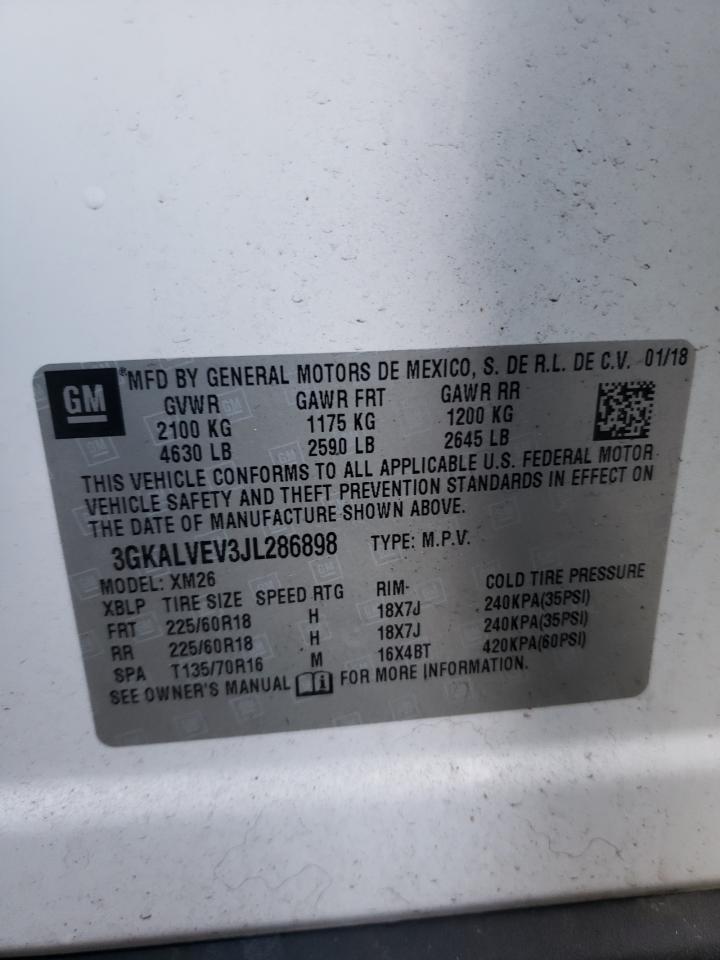 GM ®MFD BY GENERAL MOTORS DE MEXICO, S. DE R.L. DE C.V. 01/18
GVWR GAWR FRT GAWR RR
2100 KG 1175 KG 1200 KG
4630 LB 2590 LB 2645 LB
THIS VEHICLE CONFORMS TO ALL APPLICABLE U.S. FEDERAL MOTOR
VEHICLE SAFETY AND THEFT PREVENTION STANDARDS IN EFFECT ON
THE DATE OF MANUFACTURE SHOWN ABOVE.
3GKALVEV3JL286898 TYPE: M.P.V.
MODEL: XM26
XBLP TIRE SIZE SPEED RTG RIM- COLD TIRE PRESSURE
FRT 225/60R18 H 18X7J 240KPA(35PSI)
RR 225/60R18 H 18X7J 240KPA(35PSI)
SPA T135/70R16 M 16X4BT 420KPA(60PSI)
SEE OWNER'S MANUAL FOR MORE INFORMATION.